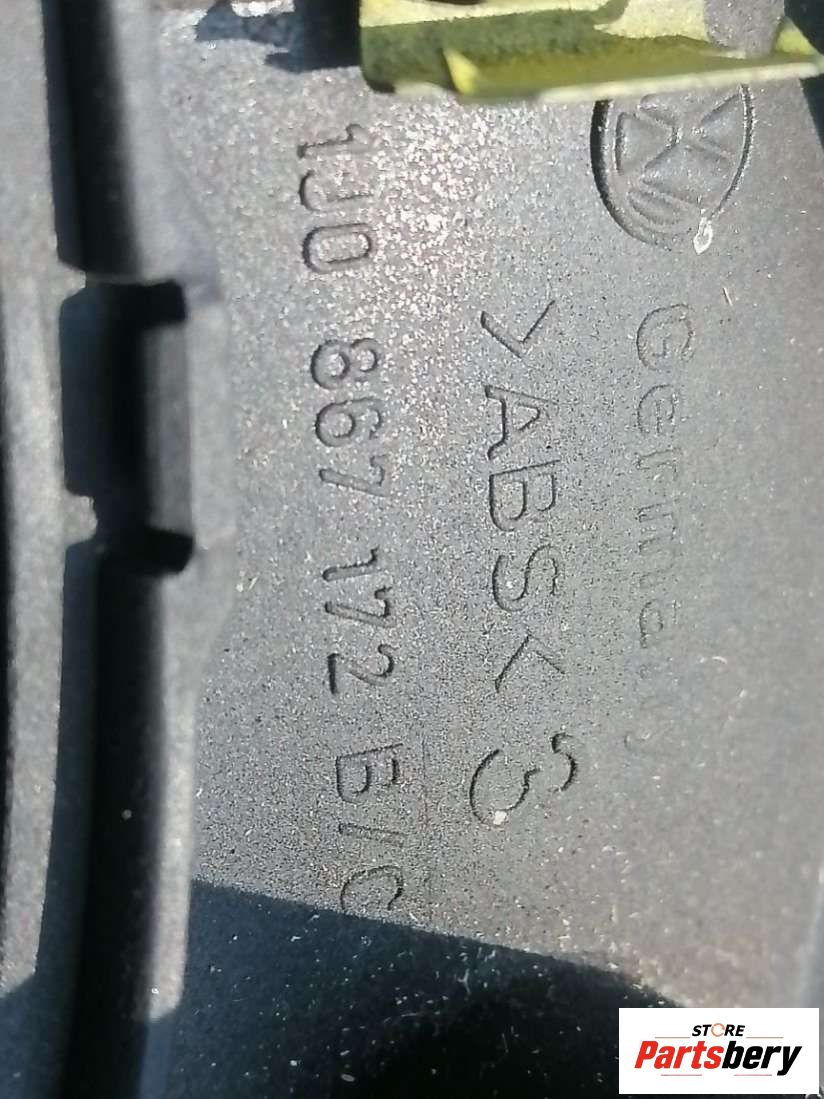 Germany
>ABS< 3
1J0 867 172 B/C
STORE
Partsbery